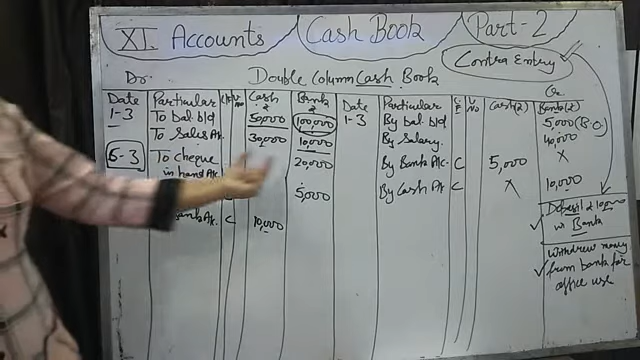 XI. Accounts
Cash Book
Part-2
Contra Entry
Dr.
Double Column Cash Book
Cr.
Date Particular Cash Bank
1-3 To Bal. b/d 50,000 100,000
To Sales A/c. 30,000 10,000
5-3 To cheque 20,000
in hand A/c.
5,000
Bank A/c. C 10,000
Date Particular Cash(₹) Bank(₹)
1-3 By Bal. b/d 5,000 (B.O)
By Salary. 40,000
By Bank A/c. C 5,000 X
By Cash A/c C X 10,000
Deposit ₹ 10,000
in Bank
withdrew money
from bank for
office use